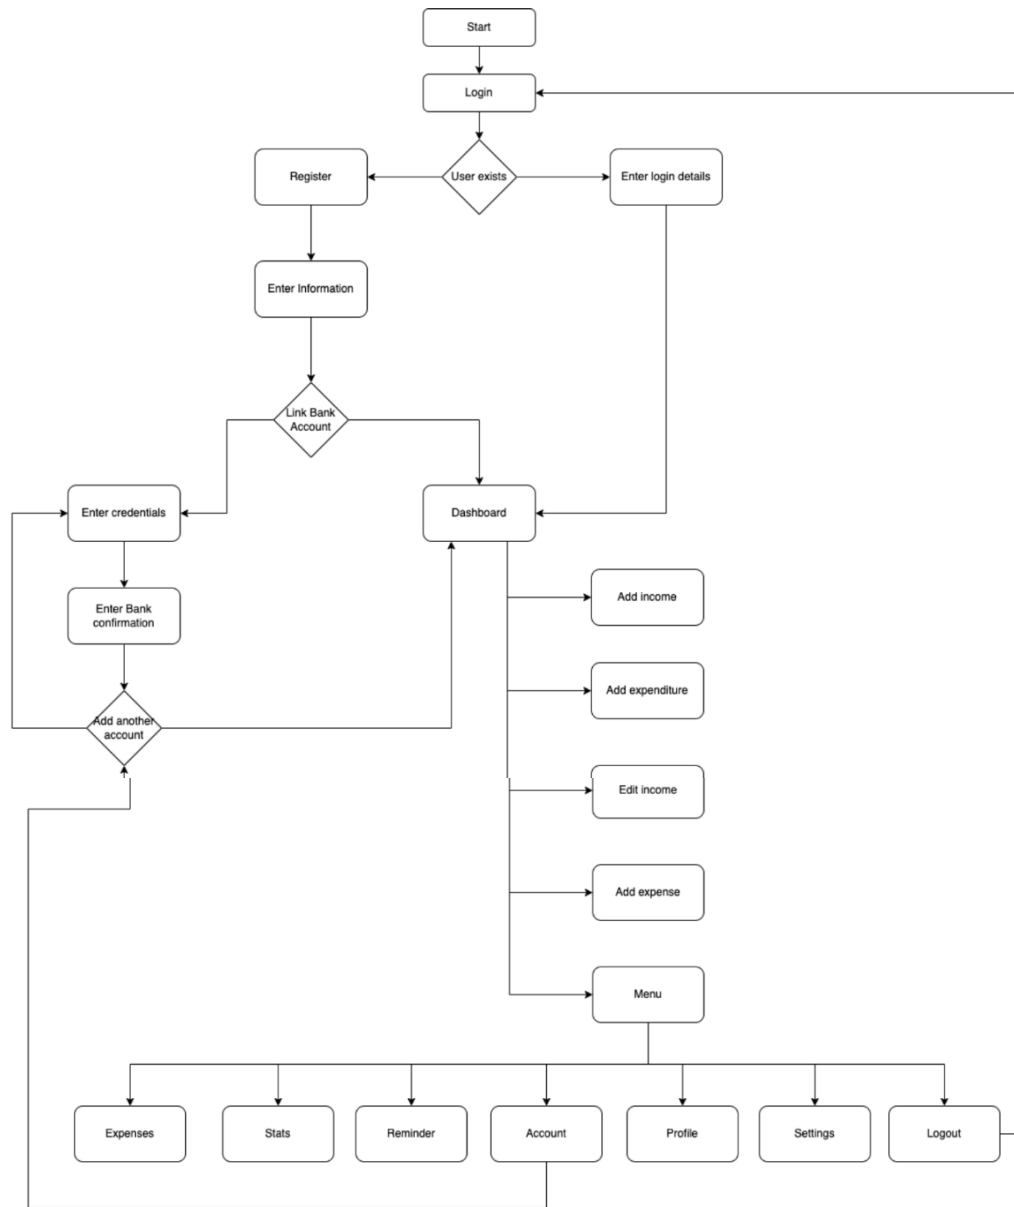 Start
Login
Register
User exists
Enter login details
Enter Information
Link Bank
Account
Enter credentials
Dashboard
Enter Bank
confirmation
Add income
Add expenditure
Add another
account
Edit income
Add expense
Menu
Expenses
Stats
Reminder
Account
Profile
Settings
Logout